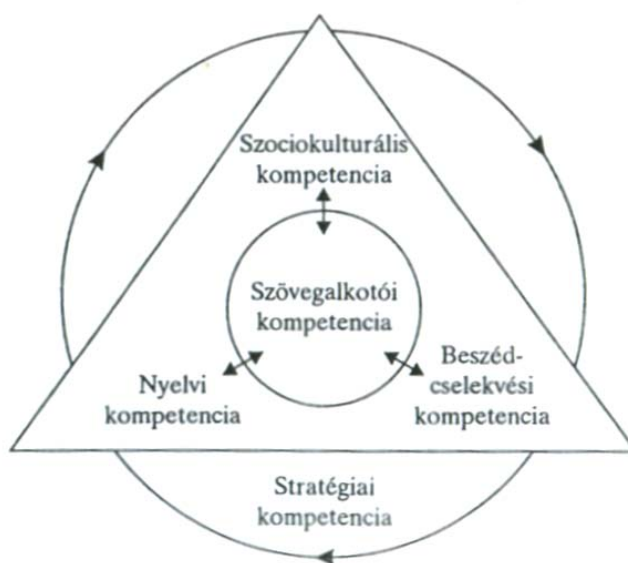 Szociokulturális
kompetencia
Szövegalkotói
kompetencia
Nyelvi
kompetencia
Beszéd-
cselekvési
kompetencia
Stratégiai
kompetencia